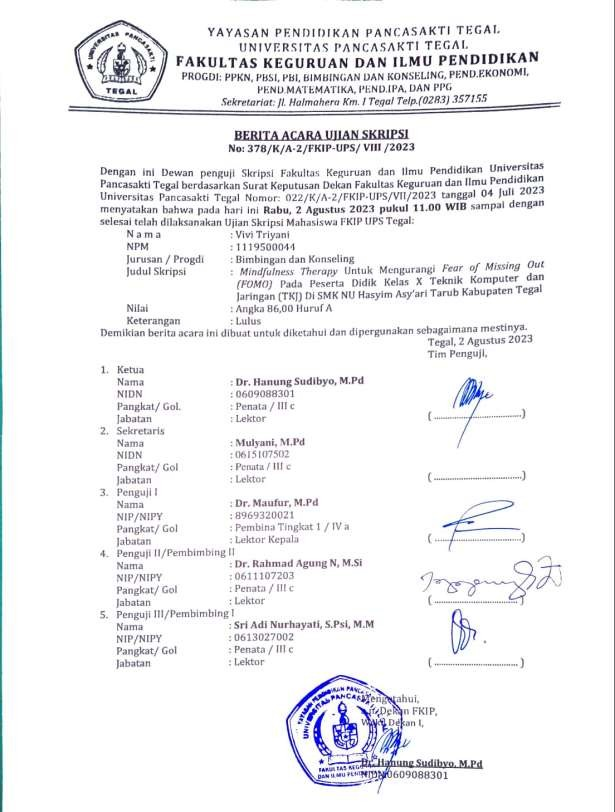 UNIVERSITAS PANCASAKTI
TEGAL
YAYASAN PENDIDIKAN PANCASAKTI TEGAL
UNIVERSITAS PANCASAKTI TEGAL
FAKULTAS KEGURUAN DAN ILMU PENDIDIKAN
PROGDI: PPKN, PBSI, PBI, BIMBINGAN DAN KONSELING, PEND.EKONOMI,
PEND.MATEMATIKA, PEND.IPA, DAN PPG
Sekretariat: Jl. Halmahera Km. I Tegal Telp.(0283) 357155
BERITA ACARA UJIAN SKRIPSI
No: 378/K/A-2/FKIP-UPS/ VIII /2023
Dengan ini Dewan penguji Skripsi Fakultas Keguruan dan Ilmu Pendidikan Universitas
Pancasakti Tegal berdasarkan Surat Keputusan Dekan Fakultas Keguruan dan Ilmu Pendidikan
Universitas Pancasakti Tegal Nomor: 022/K/A-2/FKIP-UPS/VII/2023 tanggal 04 Juli 2023
menyatakan bahwa pada hari ini Rabu, 2 Agustus 2023 pukul 11.00 WIB sampai dengan
selesai telah dilaksanakan Ujian Skripsi Mahasiswa FKIP UPS Tegal:
N a m a : Vivi Triyani
NPM : 1119500044
Jurusan / Progdi : Bimbingan dan Konseling
Judul Skripsi : Mindfulness Therapy Untuk Mengurangi Fear of Missing Out
(FOMO) Pada Peserta Didik Kelas X Teknik Komputer dan
Jaringan (TKJ) Di SMK NU Hasyim Asy'ari Tarub Kabupaten Tegal
Nilai : Angka 86,00 Huruf A
Keterangan : Lulus
Demikian berita acara ini dibuat untuk diketahui dan dipergunakan sebagaimana mestinya.
Tegal, 2 Agustus 2023
Tim Penguji,
1. Ketua
Nama : Dr. Hanung Sudibyo, M.Pd
NIDN : 0609088301
Pangkat/ Gol. : Penata / III c
Jabatan : Lektor (..............................)
2. Sekretaris
Nama : Mulyani, M.Pd
NIDN : 0615107502
Pangkat/ Gol : Penata / III c
Jabatan : Lektor (..............................)
3. Penguji I
Nama : Dr. Maufur, M.Pd
NIP/NIPY : 8969320021
Pangkat/ Gol : Pembina Tingkat 1 / IV a
Jabatan : Lektor Kepala (..............................)
4. Penguji II/Pembimbing II
Nama : Dr. Rahmad Agung N, M.Si
NIP/NIPY : 0611107203
Pangkat/ Gol : Penata / III c
Jabatan : Lektor (..............................)
5. Penguji III/Pembimbing I
Nama : Sri Adi Nurhayati, S.Psi, M.M
NIP/NIPY : 0613027002
Pangkat/ Gol : Penata / III c
Jabatan : Lektor (..............................)
YAYASAN PENDIDIKAN PANCASAKTI
UNIVERSITAS PANCASAKTI
FAKULTAS KEGURUAN
DAN ILMU PENDIDIKAN
Mengetahui,
Dekan FKIP,
Wakil Dekan I,
Dr. Hanung Sudibyo, M.Pd
NIDN 0609088301